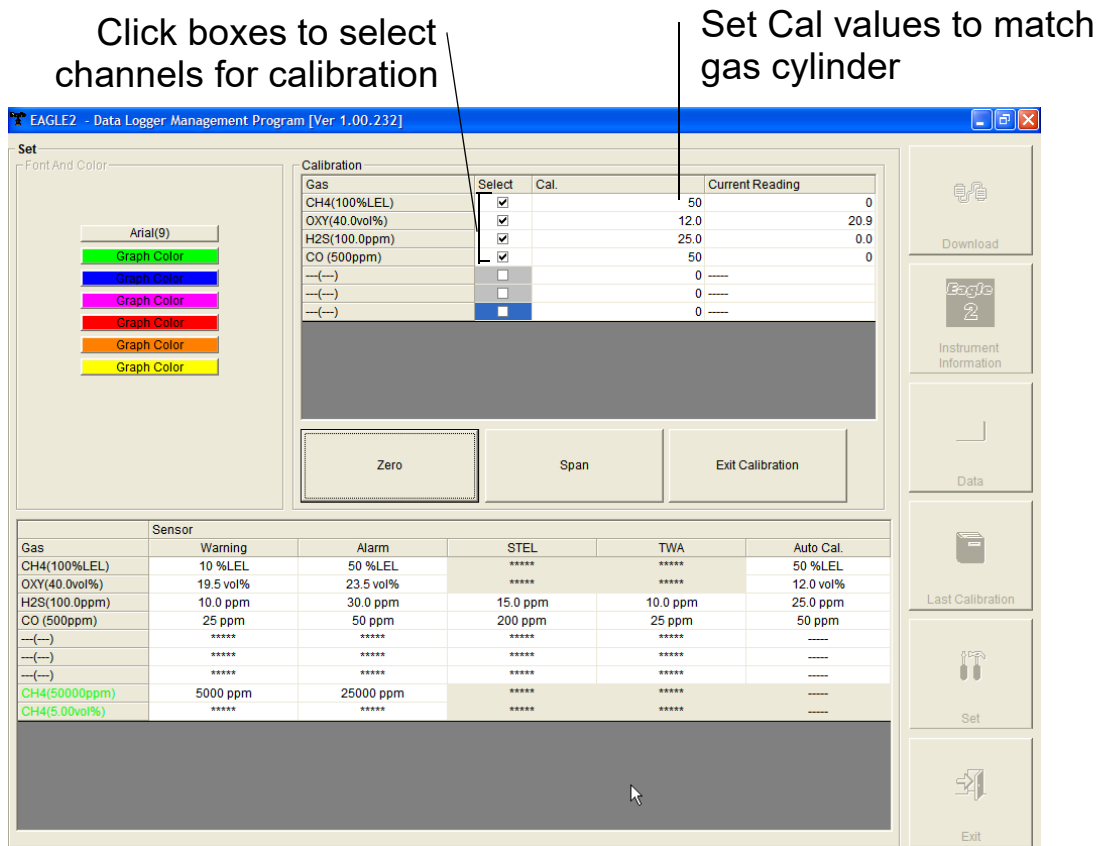 Click boxes to select
channels for calibration
Set Cal values to match
gas cylinder
EAGLE2 - Data Logger Management Program [Ver 1.00.232]
Set
Font And Color
Arial(9)
Graph Color
Graph Color
Graph Color
Graph Color
Graph Color
Graph Color
Calibration
Gas Select Cal. Current Reading
CH4(100%LEL) 50 0
OXY(40.0vol%) 12.0 20.9
H2S(100.0ppm) 25.0 0.0
CO (500ppm) 50 0
---(---) 0 -----
---(---) 0 -----
---(---) 0 -----
Zero Span Exit Calibration
Sensor
Gas Warning Alarm STEL TWA Auto Cal.
CH4(100%LEL) 10 %LEL 50 %LEL ***** ***** 50 %LEL
OXY(40.0vol%) 19.5 vol% 23.5 vol% ***** ***** 12.0 vol%
H2S(100.0ppm) 10.0 ppm 30.0 ppm 15.0 ppm 10.0 ppm 25.0 ppm
CO (500ppm) 25 ppm 50 ppm 200 ppm 25 ppm 50 ppm
---(---) ***** ***** ***** ***** -----
---(---) ***** ***** ***** ***** -----
---(---) ***** ***** ***** ***** -----
CH4(50000ppm) 5000 ppm 25000 ppm ***** ***** -----
CH4(5.00vol%) ***** ***** ***** ***** -----
Download
Eagle
2
Instrument
Information
Data
Last Calibration
Set
Exit